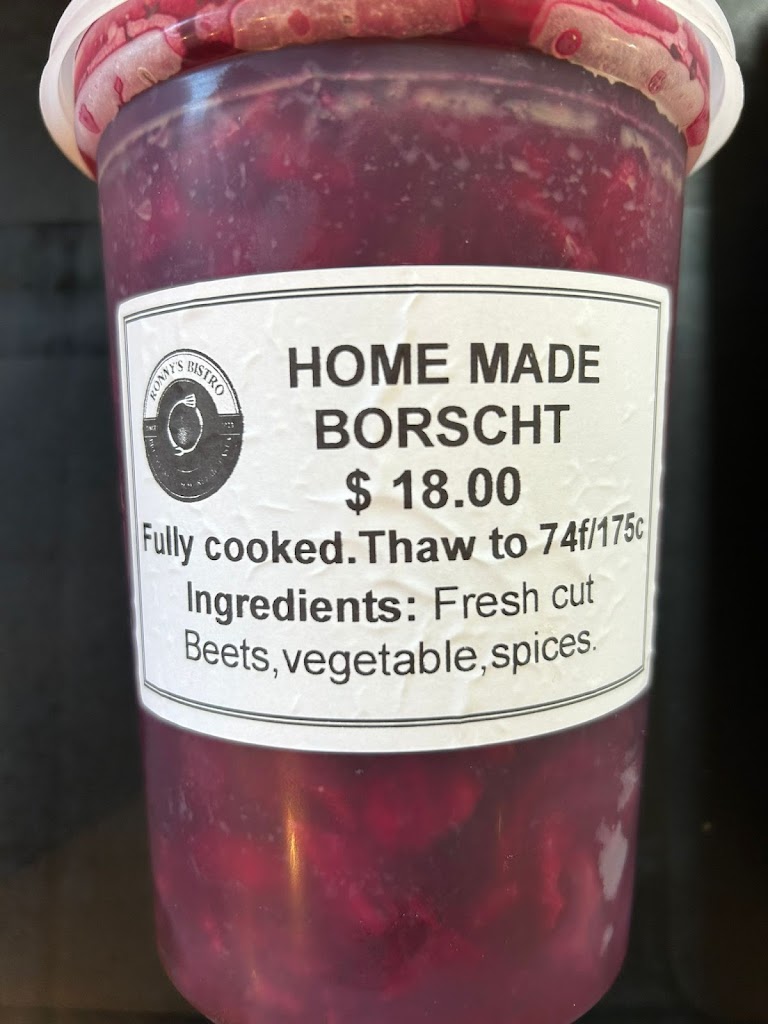 RONNY'S BISTRO
HOME MADE
BORSCHT
$ 18.00
Fully cooked.Thaw to 74f/175c
Ingredients: Fresh cut
Beets,vegetable,spices.